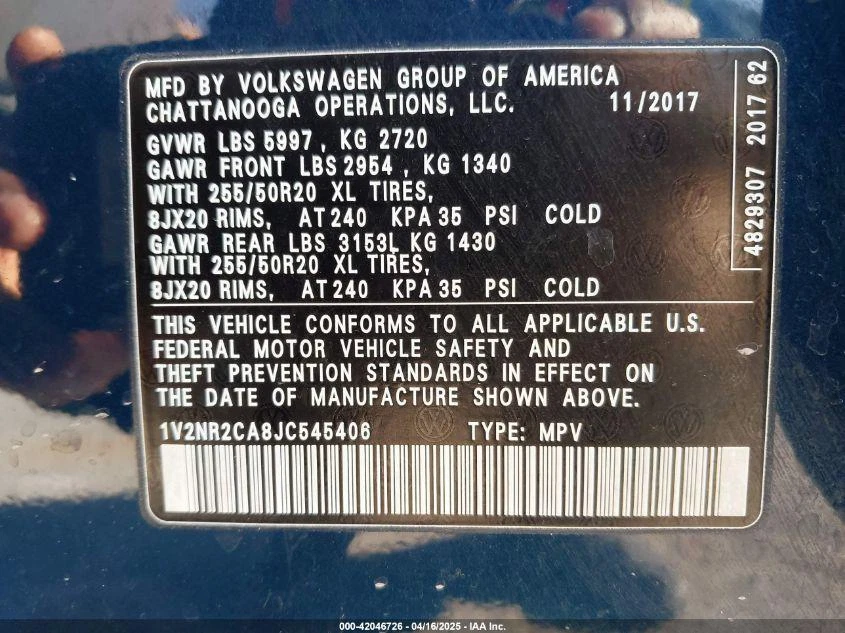 MFD BY VOLKSWAGEN GROUP OF AMERICA
CHATTANOOGA OPERATIONS, LLC. 11/2017
GVWR LBS 5997, KG 2720
GAWR FRONT LBS 2954, KG 1340
WITH 255/50R20 XL TIRES,
8JX20 RIMS, AT 240 KPA 35 PSI COLD
GAWR REAR LBS 3153L KG 1430
WITH 255/50R20 XL TIRES,
8JX20 RIMS, AT 240 KPA 35 PSI COLD
THIS VEHICLE CONFORMS TO ALL APPLICABLE U.S.
FEDERAL MOTOR VEHICLE SAFETY AND
THEFT PREVENTION STANDARDS IN EFFECT ON
THE DATE OF MANUFACTURE SHOWN ABOVE.
1V2NR2CA8JC545406 TYPE: MPV
4829307 2017 62
000-42046726 - 04/16/2025 - IAA Inc.